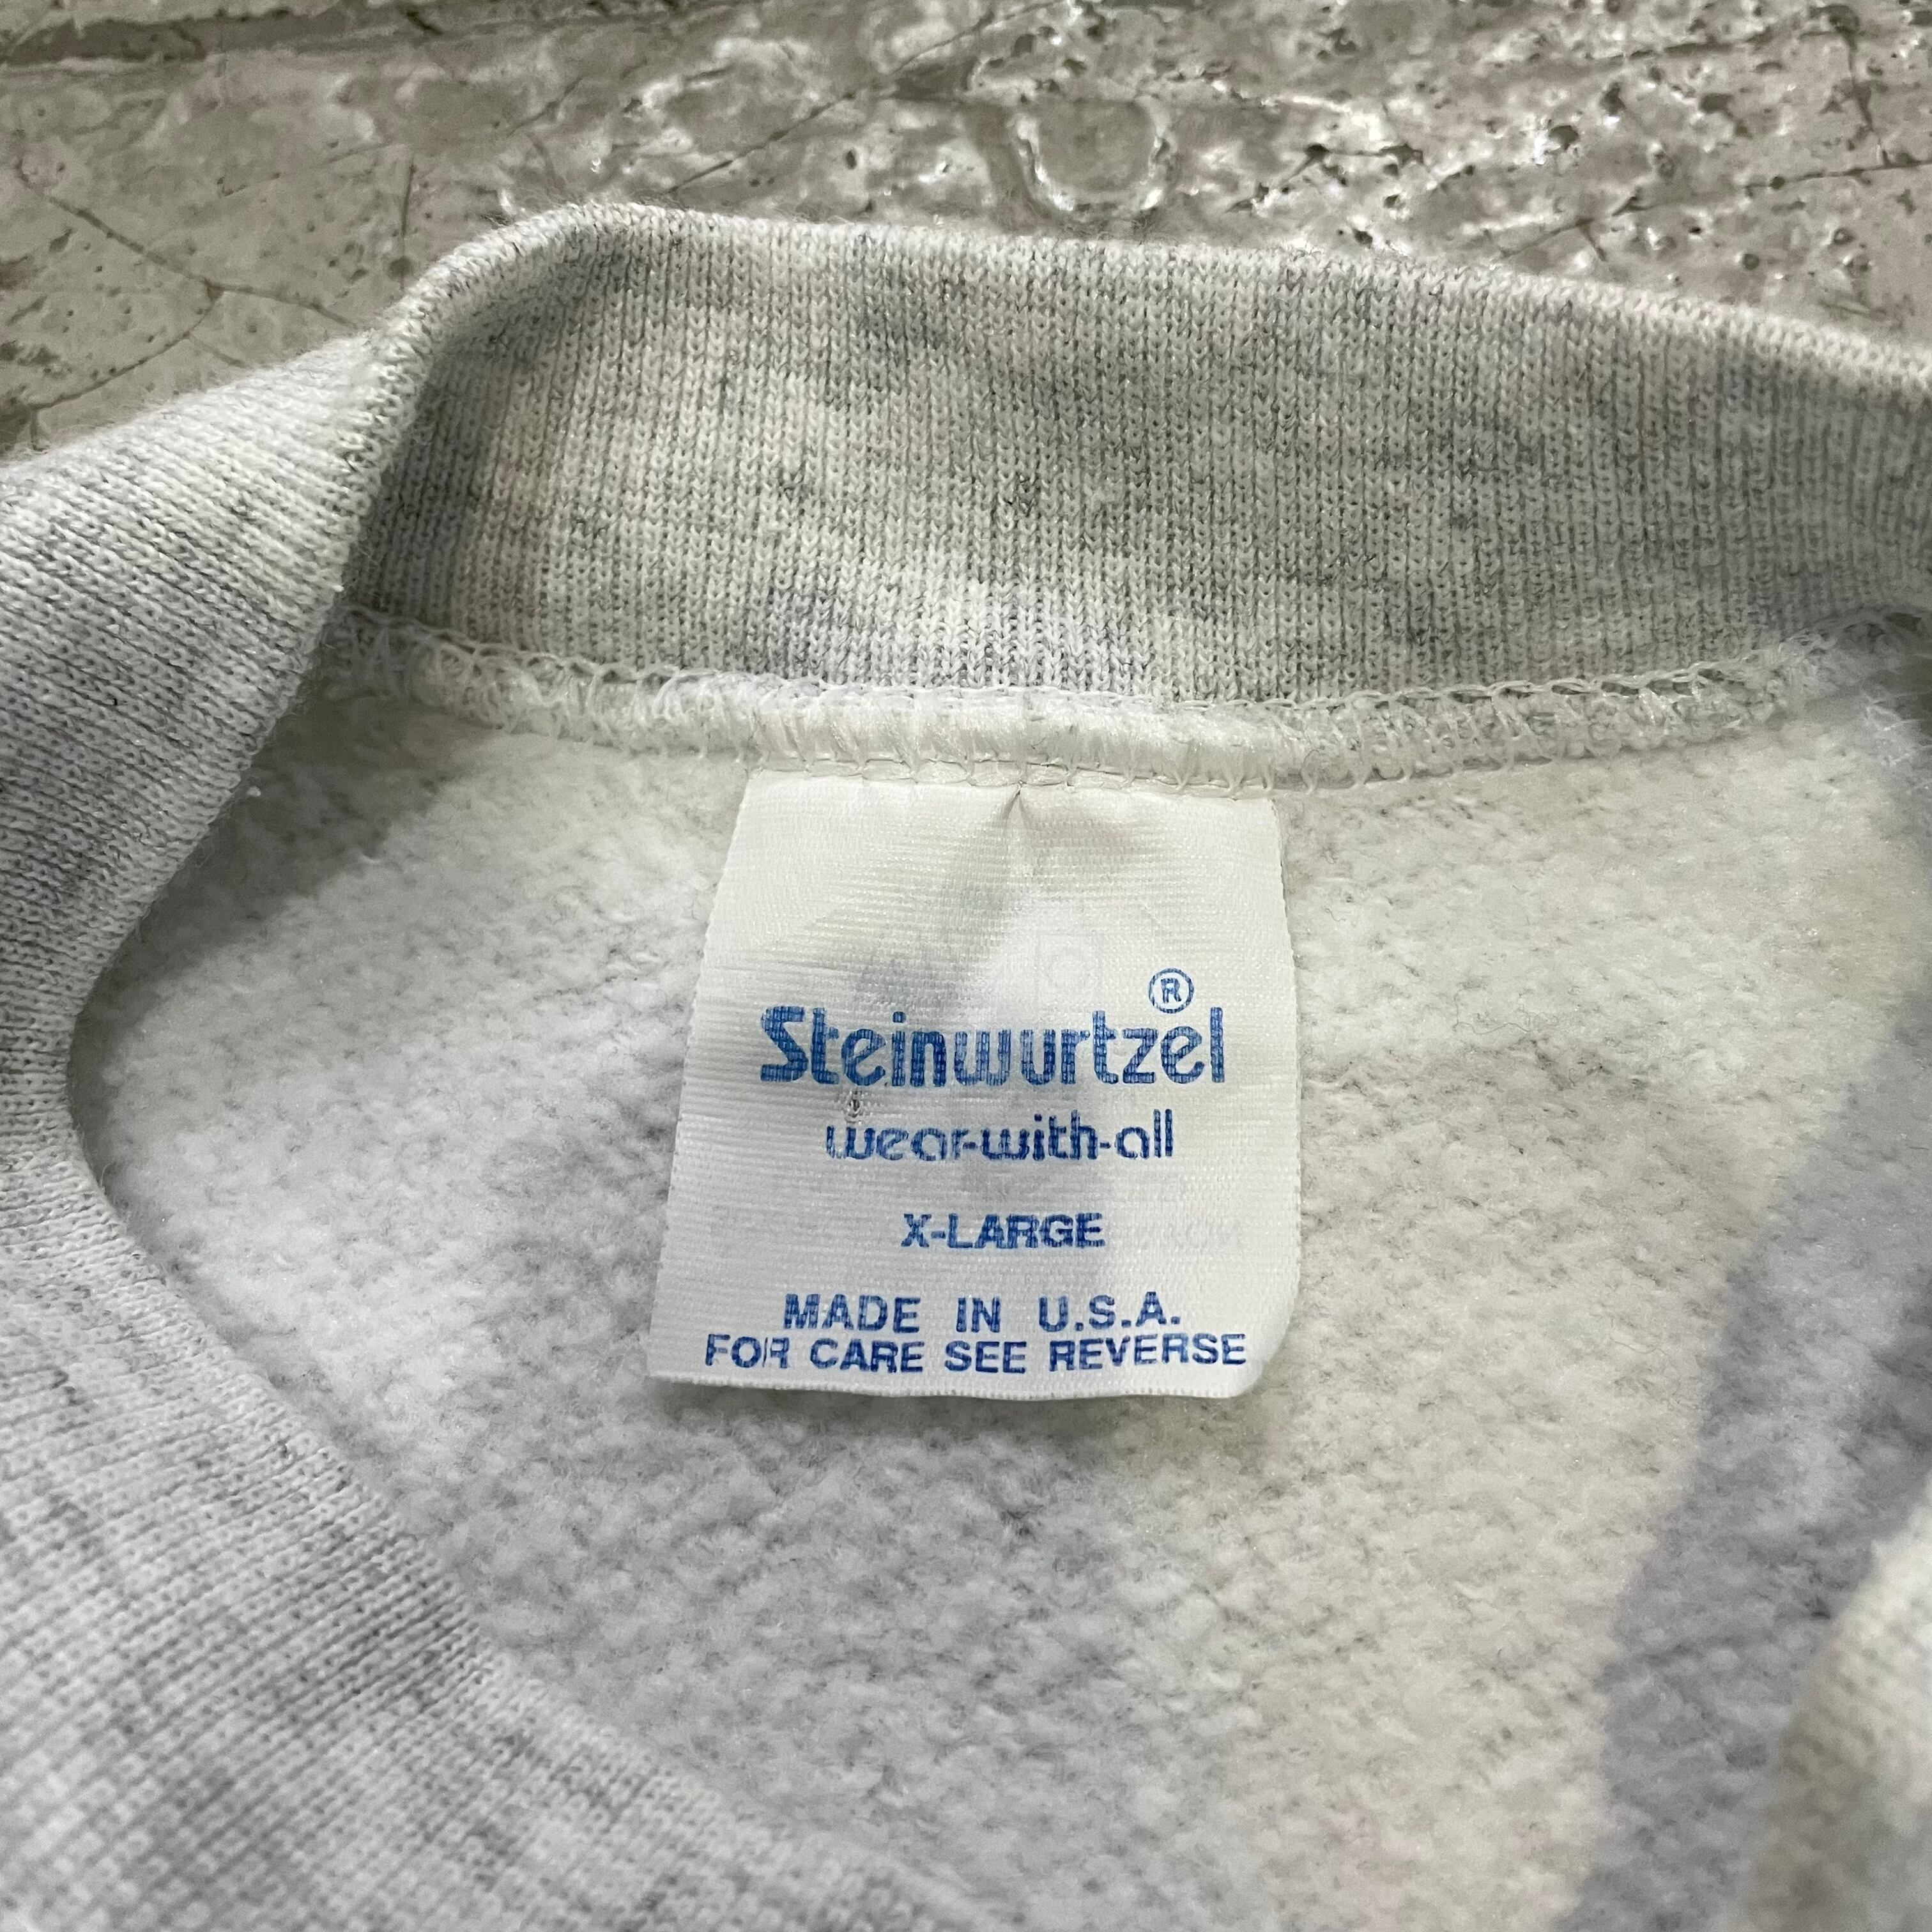 Steinwurtzel®
wear-with-all
X-LARGE
MADE IN U.S.A.
FOR CARE SEE REVERSE